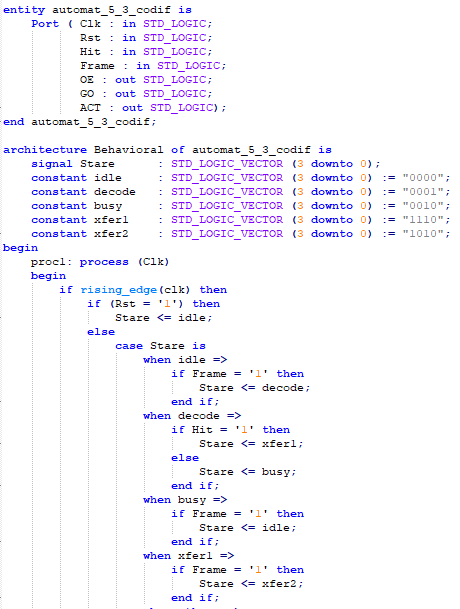 entity automat_5_3_codif is
Port ( Clk : in STD_LOGIC;
Rst : in STD_LOGIC;
Hit : in STD_LOGIC;
Frame : in STD_LOGIC;
OE : out STD_LOGIC;
GO : out STD_LOGIC;
ACT : out STD_LOGIC);
end automat_5_3_codif;
architecture Behavioral of automat_5_3_codif is
signal Stare : STD_LOGIC_VECTOR (3 downto 0);
constant idle : STD_LOGIC_VECTOR (3 downto 0) := "0000";
constant decode : STD_LOGIC_VECTOR (3 downto 0) := "0001";
constant busy : STD_LOGIC_VECTOR (3 downto 0) := "0010";
constant xfer1 : STD_LOGIC_VECTOR (3 downto 0) := "1110";
constant xfer2 : STD_LOGIC_VECTOR (3 downto 0) := "1010";
begin
proc1: process (Clk)
begin
if rising_edge(clk) then
if (Rst = '1') then
Stare <= idle;
else
case Stare is
when idle =>
if Frame = '1' then
Stare <= decode;
end if;
when decode =>
if Hit = '1' then
Stare <= xfer1;
else
Stare <= busy;
end if;
when busy =>
if Frame = '1' then
Stare <= idle;
end if;
when xfer1 =>
if Frame = '1' then
Stare <= xfer2;
end if;